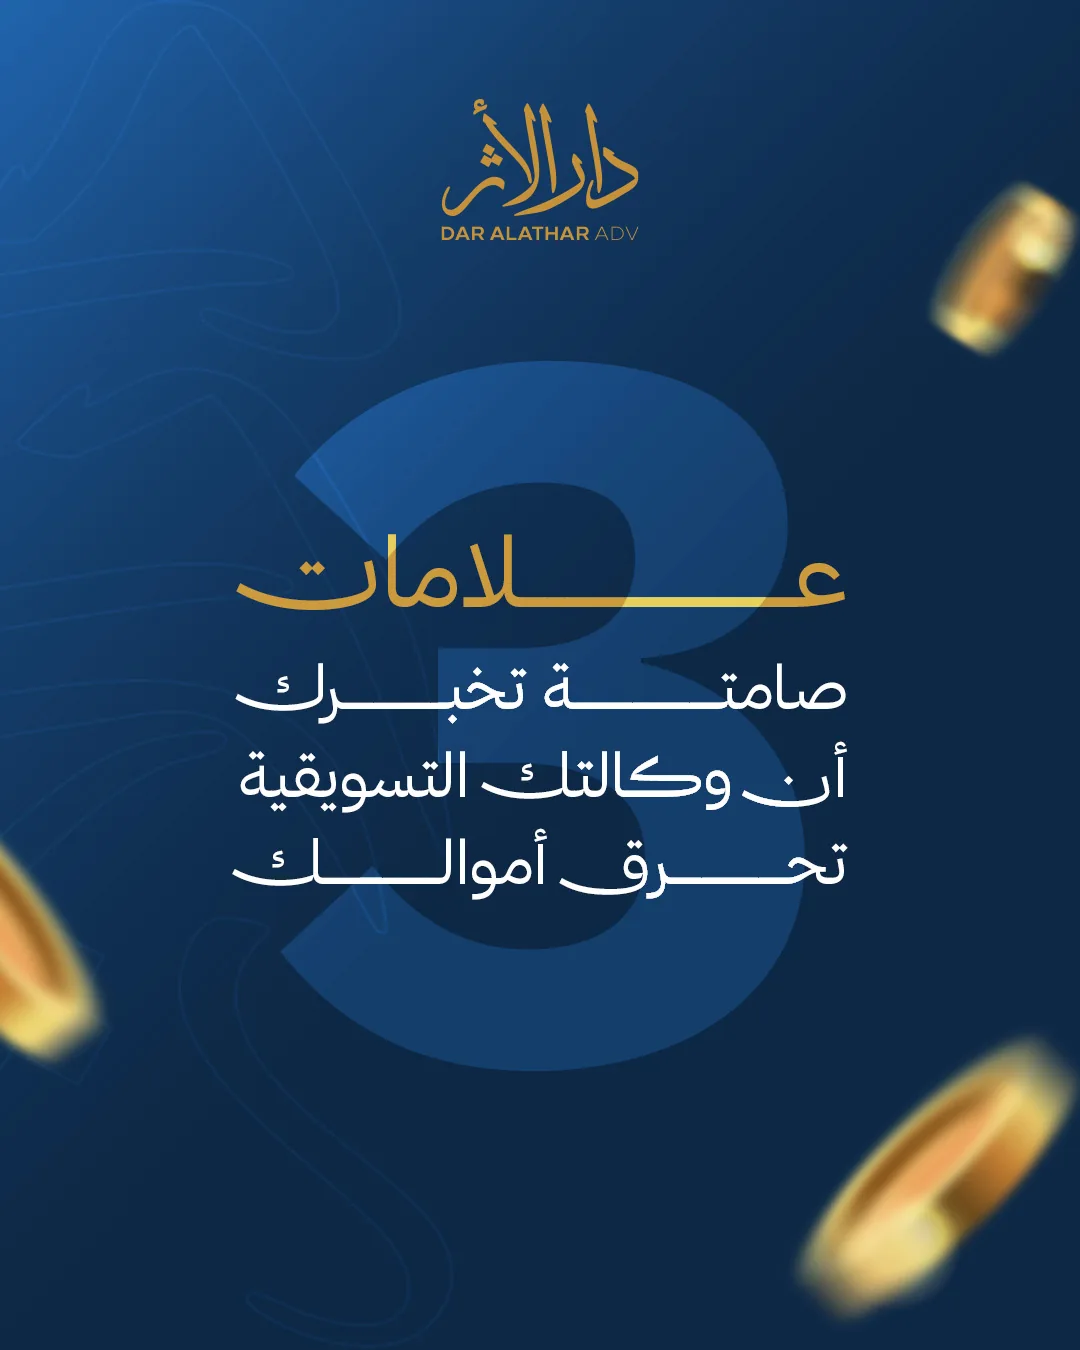 دار الأثر
DAR ALATHAR ADV
3
علامات
صامتة تخبرك
أن وكالتك التسويقية
تحرق أموالك